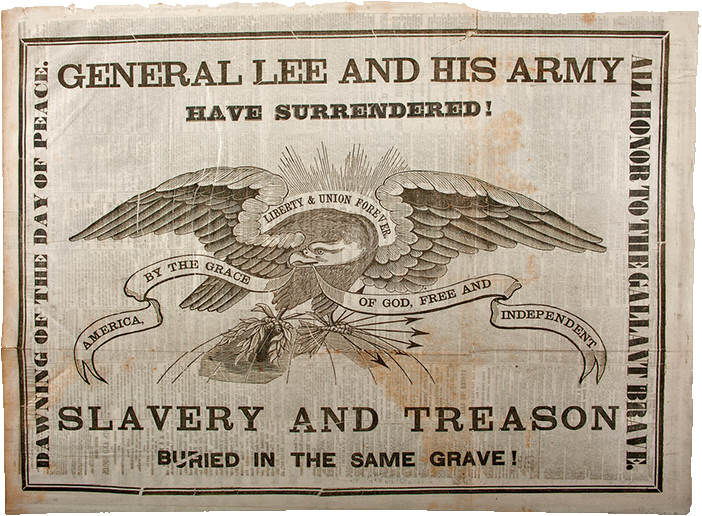 GENERAL LEE AND HIS ARMY
HAVE SURRENDERED!
DAWNING OF THE DAY OF PEACE.
ALL HONOR TO THE GALLANT BRAVE.
LIBERTY & UNION FOREVER.
AMERICA, BY THE GRACE OF GOD, FREE AND INDEPENDENT
SLAVERY AND TREASON
BURIED IN THE SAME GRAVE!